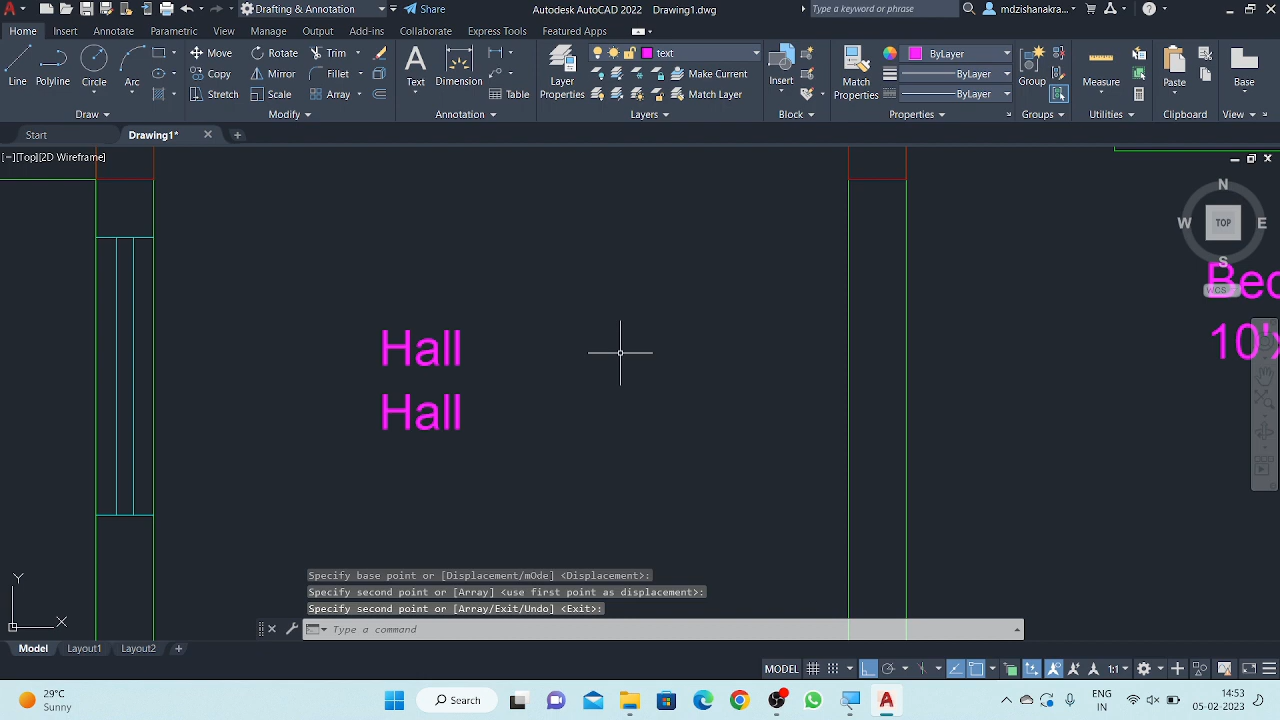 Drawing & Annotation
Share
Autodesk AutoCAD 2022 Drawing1.dwg
Type a keyword or phrase
mdzishanakra...
Home Insert Annotate Parametric View Manage Output Add-ins Collaborate Express Tools Featured Apps
Line Polyline Circle Arc
Move Rotate
Copy Mirror Fillet
Stretch Scale Array
Text Dimension Table
Layer Properties
text
Make Current
Match Layer
Insert
Match Properties
ByLayer
ByLayer
ByLayer
Group Measure Paste Base
Draw Modify Annotation Layers Block Properties Groups Utilities Clipboard View
Start Drawing1*
[−][Top][2D Wireframe]
N
W TOP E
S
WCS
Hall
Hall
Bed
10'x
Y
X
Specify base point or [Displacement/mOde] <Displacement>:
Specify second point or [Array] <use first point as displacement>:
Specify second point or [Array/Exit/Undo] <Exit>:
Type a command
Model Layout1 Layout2
MODEL 1:1
29°C
Sunny
Search
ENG
IN
14:53
05-02-2023